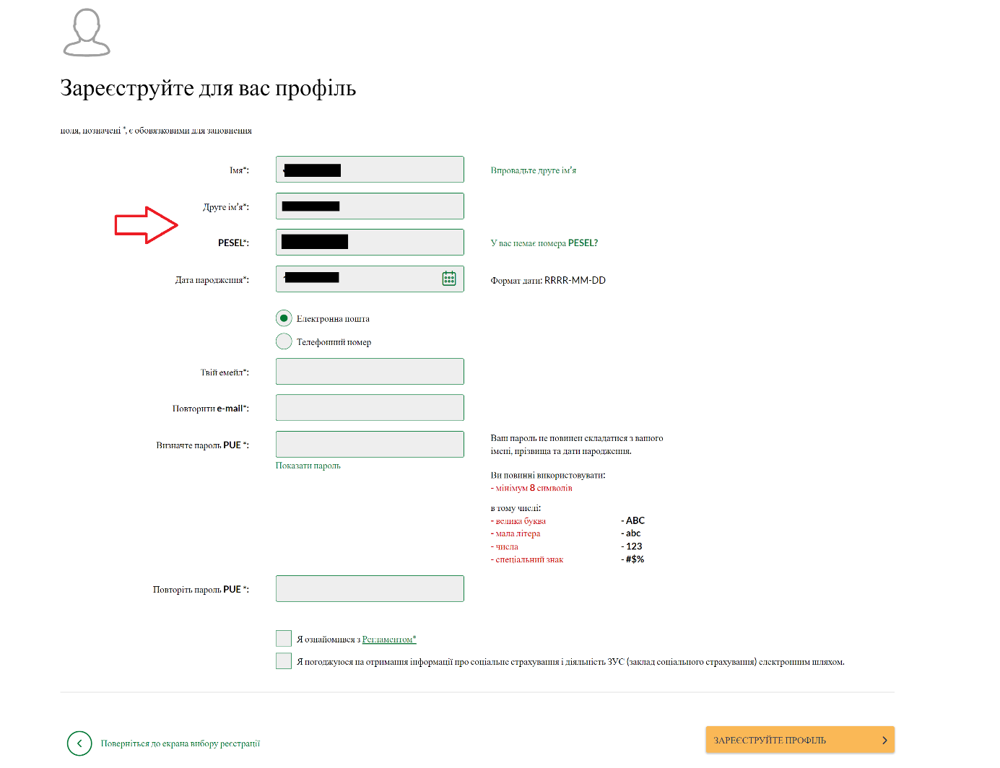 Зареєструйте для вас профіль
поля, позначені *, є обовязковими для заповнення
Імя*:
Впровадьте друге ім'я
Друге ім'я*:
PESEL*:
У вас немає номера PESEL?
Дата народження*:
Формат дати: RRRR-MM-DD
Електронна пошта
Телефонний номер
Твій емейл*:
Повторити e-mail*:
Визначте пароль PUE *:
Показати пароль
Ваш пароль не повинен складатися з вашого
імені, прізвища та дати народження.
Ви повинні використовувати:
- мінімум 8 символів
в тому числі:
- велика буква - ABC
- мала літера - abc
- числа - 123
- спеціальний знак - #$%
Повторіть пароль PUE *:
Я ознайомився з Регламентом*
Я погоджуюся на отримання інформації про соціальне страхування і діяльність ЗУС (заклад соціального страхування) електронним шляхом.
Поверніться до екрана вибору реєстрації
ЗАРЕЄСТРУЙТЕ ПРОФІЛЬ